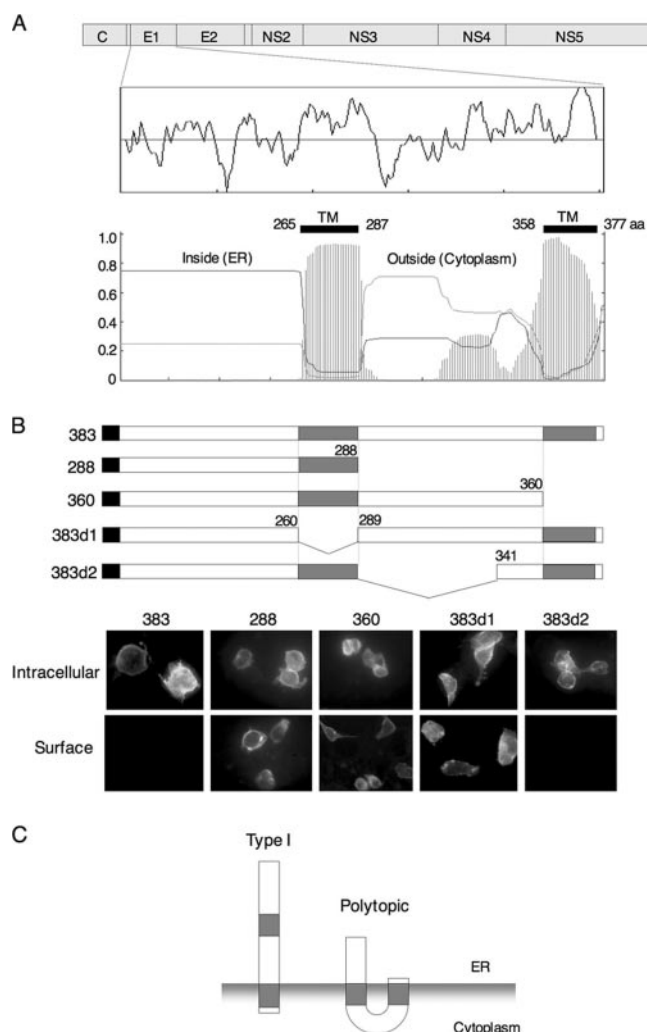 A
C E1 E2 NS2 NS3 NS4 NS5
265 TM 287 358 TM 377 aa
1.0
Inside (ER) Outside (Cytoplasm)
0.8
0.6
0.4
0.2
0
B
383
288
288
360
360
260 289
383d1
341
383d2
383 288 360 383d1 383d2
Intracellular
Surface
C
Type I
Polytopic
ER
Cytoplasm